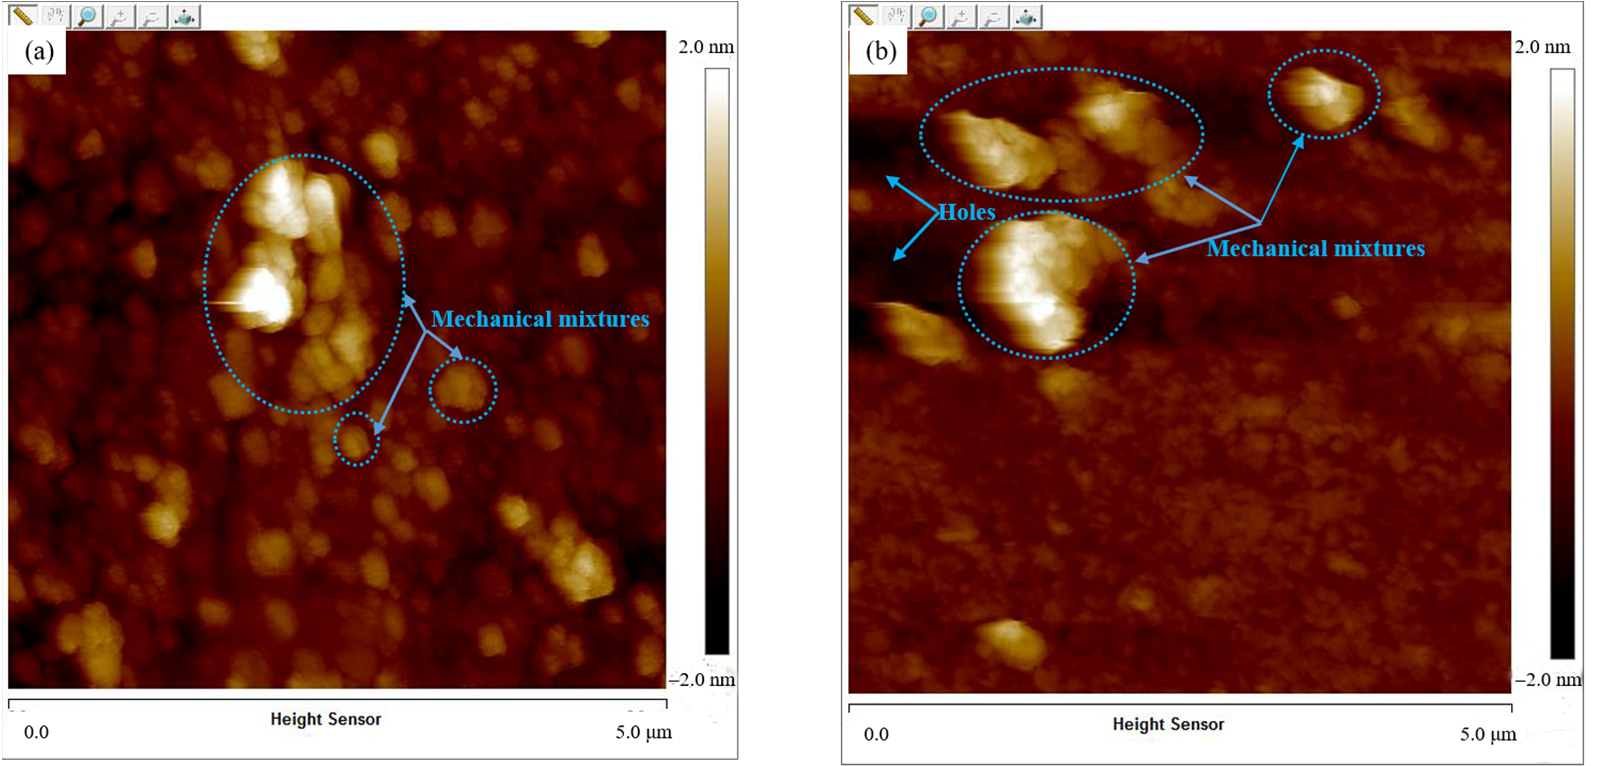 (a)
2.0 nm
Mechanical mixtures
−2.0 nm
Height Sensor
0.0
5.0 μm
(b)
2.0 nm
Holes
Mechanical mixtures
−2.0 nm
Height Sensor
0.0
5.0 μm